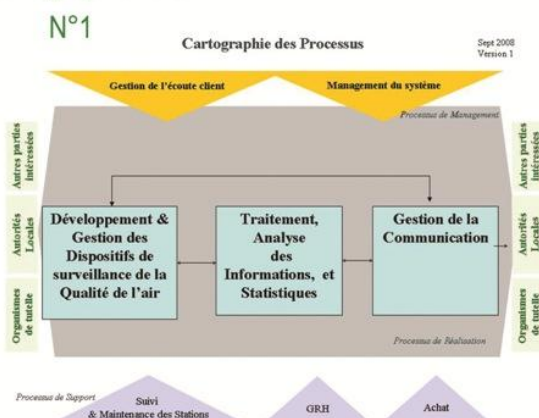 N°1
Cartographie des Processus
Sept 2008
Version 1
Gestion de l'écoute client
Management du système
Processus de Management
Autres parties
intéressées
Autorités
Locales
Organismes
de tutelle
Développement &
Gestion des
Dispositifs de
surveillance de la
Qualité de l'air
Traitement,
Analyse
des
Informations, et
Statistiques
Gestion de la
Communication
Autres parties
intéressées
Autorités
Locales
Organismes
de tutelle
Processus de Réalisation
Processus de Support
Suivi
& Maintenance des Stations
GRH
Achat